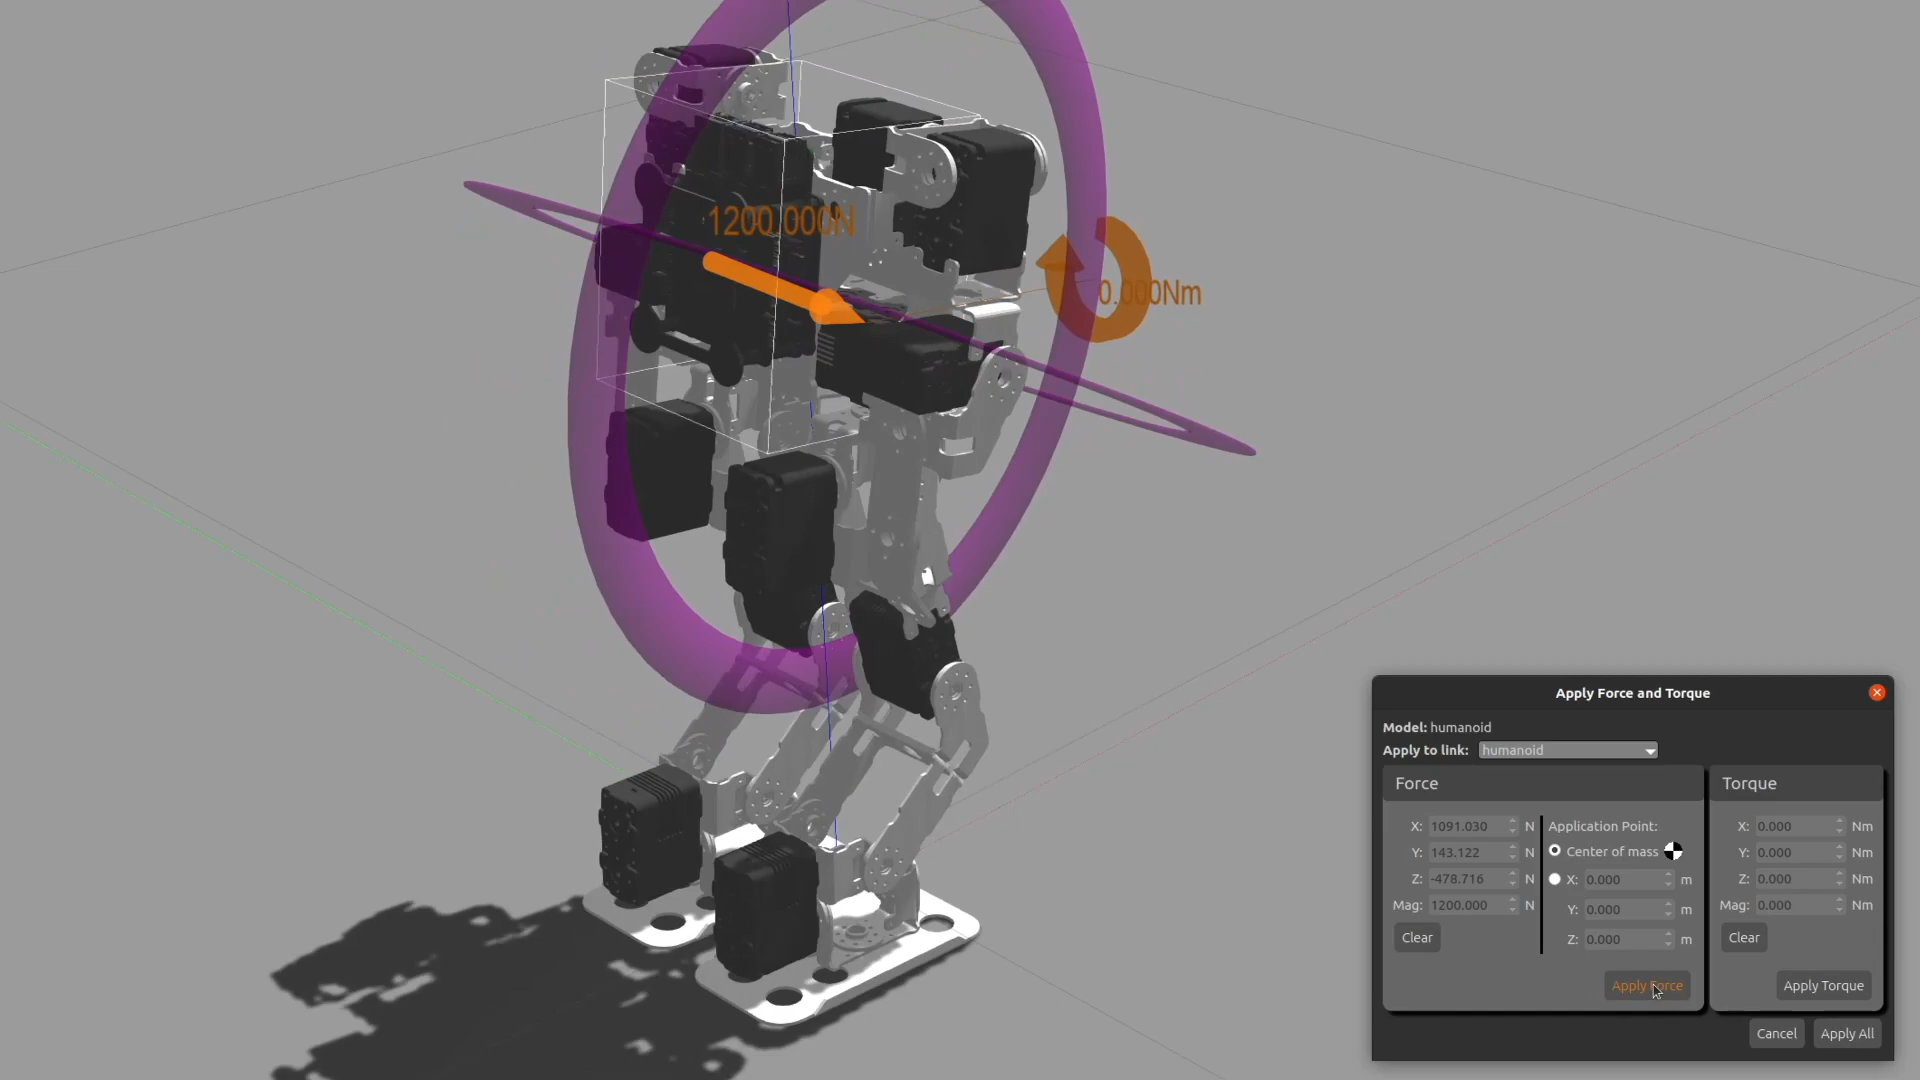 1200.000N
0.000Nm
Apply Force and Torque
Model: humanoid
Apply to link: humanoid
Force
X: 1091.030 N
Y: 143.122 N
Z: -478.716 N
Mag: 1200.000 N
Clear
Application Point:
Center of mass
X: 0.000 m
Y: 0.000 m
Z: 0.000 m
Apply Force
Torque
X: 0.000 Nm
Y: 0.000 Nm
Z: 0.000 Nm
Mag: 0.000 Nm
Clear
Apply Torque
Cancel
Apply All